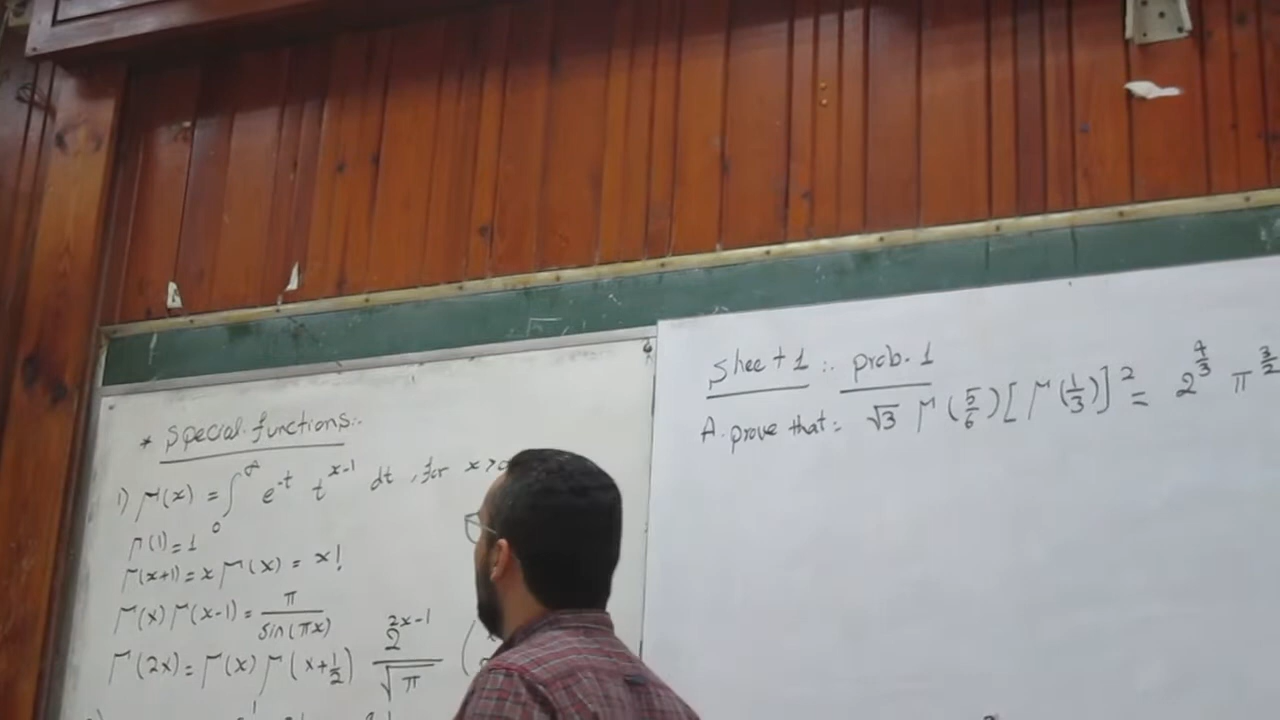 * Special functions:.
1) Γ(x) = ∫₀^∞ e^-t t^x-1 dt , for x>0
Γ(1)=1
Γ(x+1) = x Γ(x) = x!
Γ(x) Γ(x-1) = π / sin(πx)
Γ(2x) = Γ(x) Γ(x+1/2) 2^2x-1 / √π (
Sheet 1:. prob. 1
A. prove that: √3 Γ(5/6) [Γ(1/3)]² = 2^4/3 π^3/2